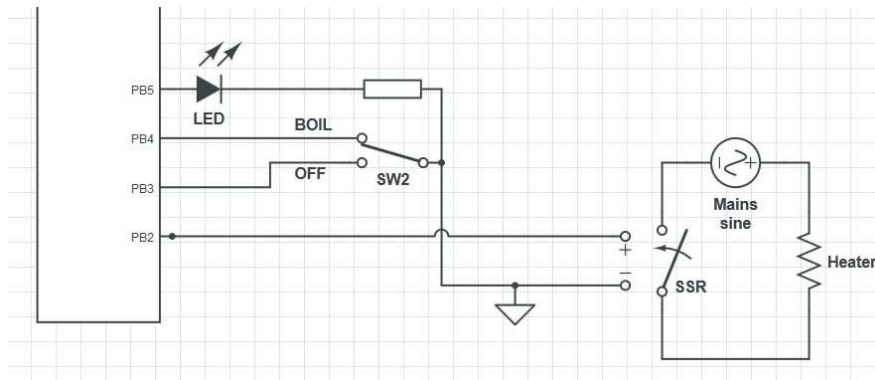 PB5
LED
PB4
BOIL
OFF
SW2
PB3
PB2
+
−
SSR
Mains
sine
Heater